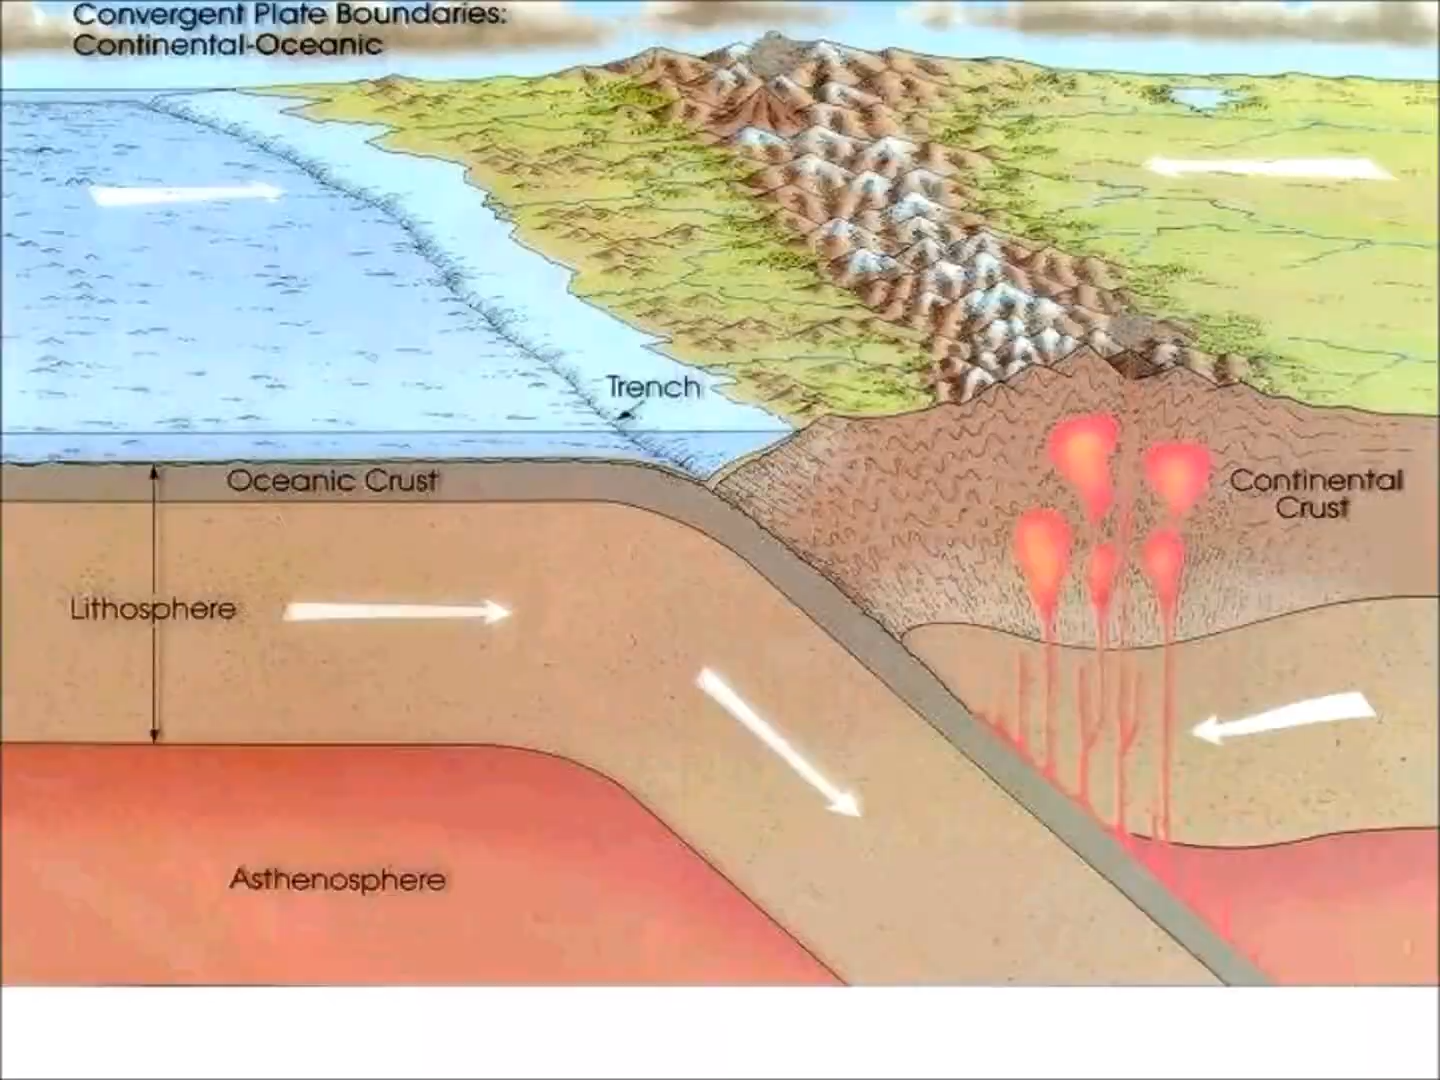 Convergent Plate Boundaries:
Continental-Oceanic
Trench
Oceanic Crust
Continental
Crust
Lithosphere
Asthenosphere